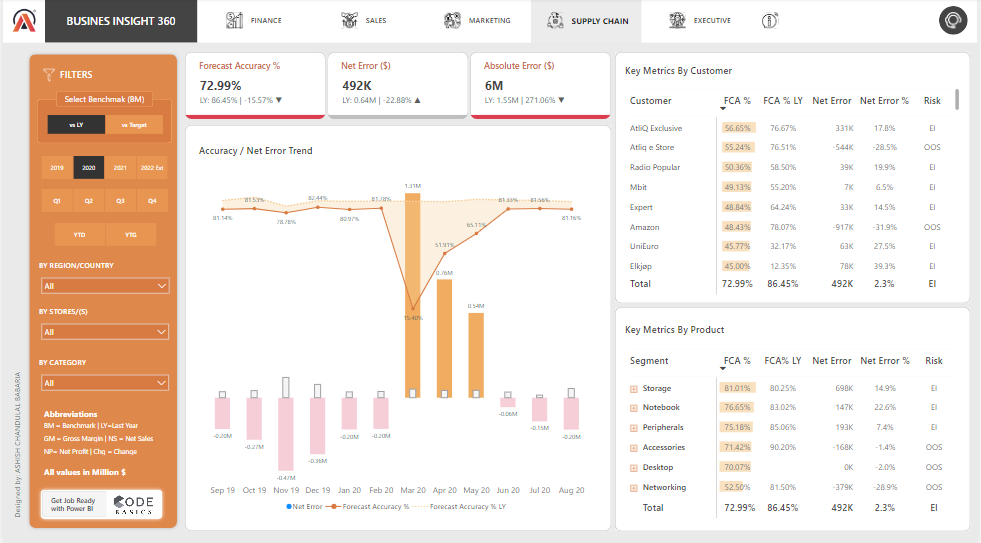 BUSINES INSIGHT 360
FINANCE
SALES
MARKETING
SUPPLY CHAIN
EXECUTIVE
FILTERS
Select Benchmak (BM)
vs LY
vs Target
2019
2020
2021
2022 Est
Q1
Q2
Q3
Q4
YTD
YTG
BY REGION/COUNTRY
All
BY STORES/(S)
All
BY CATEGORY
All
Abbreviations
BM = Benchmark | LY=Last Year
GM = Gross Margin | NS = Net Sales
NP= Net Profit | Chg = Change
All values in Million $
Get Job Ready
with Power BI
CODE
BASICS
Designed by: ASHISH CHANDULAL BABARIA
Forecast Accuracy %
72.99%
LY: 86.45% | -15.57% ▼
Net Error ($)
492K
LY: 0.64M | -22.88% ▲
Absolute Error ($)
6M
LY: 1.55M | 271.06% ▼
Accuracy / Net Error Trend
1.31M
81.14%
81.53%
78.78%
82.44%
80.97%
81.78%
15.40%
51.91%
65.11%
81.33%
81.56%
81.16%
0.76M
0.54M
-0.20M
-0.27M
-0.47M
-0.36M
-0.20M
-0.20M
-0.06M
-0.15M
-0.20M
Sep 19 Oct 19 Nov 19 Dec 19 Jan 20 Feb 20 Mar 20 Apr 20 May 20 Jun 20 Jul 20 Aug 20
Net Error Forecast Accuracy % Forecast Accuracy % LY
Key Metrics By Customer
Customer FCA % FCA % LY Net Error Net Error % Risk
AtliQ Exclusive 56.65% 76.67% 331K 17.8% EI
Atliq e Store 55.24% 76.51% -544K -28.5% OOS
Radio Popular 50.36% 58.50% 39K 19.9% EI
Mbit 49.13% 55.20% 7K 6.5% EI
Expert 48.84% 64.24% 33K 14.5% EI
Amazon 48.43% 78.07% -917K -31.9% OOS
UniEuro 45.77% 32.17% 63K 27.5% EI
Elkjøp 45.00% 12.35% 78K 39.3% EI
Total 72.99% 86.45% 492K 2.3% EI
Key Metrics By Product
Segment FCA % FCA% LY Net Error Net Error % Risk
Storage 81.01% 80.25% 698K 14.9% EI
Notebook 76.65% 83.02% 147K 22.6% EI
Peripherals 75.18% 85.06% 193K 7.4% EI
Accessories 71.42% 90.20% -168K -1.4% OOS
Desktop 70.07% 0K -2.0% OOS
Networking 52.50% 81.50% -379K -28.9% OOS
Total 72.99% 86.45% 492K 2.3% EI